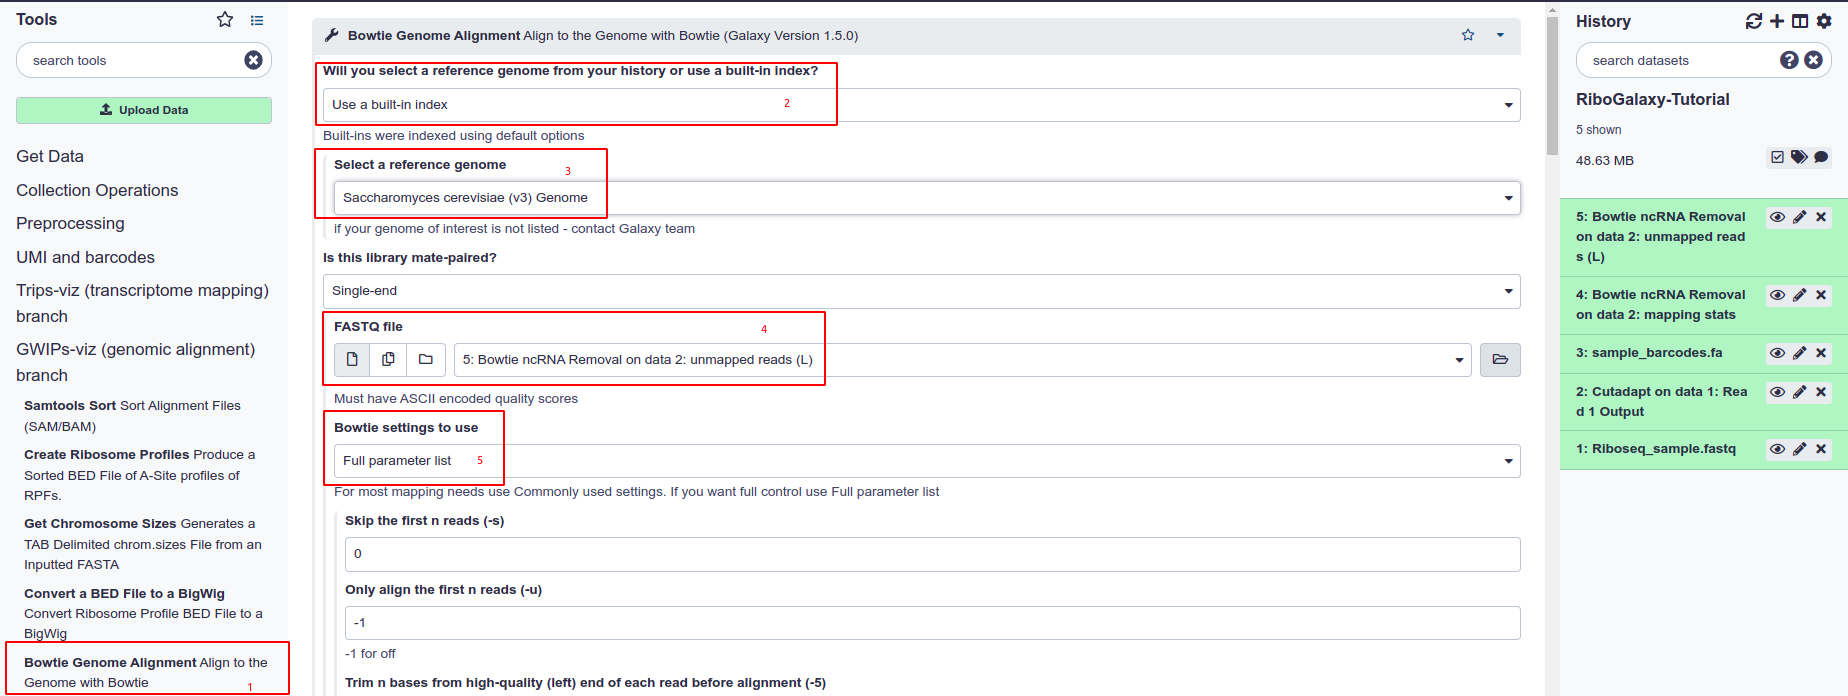 Tools
search tools
Upload Data
Get Data
Collection Operations
Preprocessing
UMI and barcodes
Trips-viz (transcriptome mapping)
branch
GWIPs-viz (genomic alignment)
branch
Samtools Sort Sort Alignment Files
(SAM/BAM)
Create Ribosome Profiles Produce a
Sorted BED File of A-Site profiles of
RPFs.
Get Chromosome Sizes Generates a
TAB Delimited chrom.sizes File from an
Inputted FASTA
Convert a BED File to a BigWig
Convert Ribosome Profile BED File to a
BigWig
Bowtie Genome Alignment Align to the
Genome with Bowtie
1
Bowtie Genome Alignment Align to the Genome with Bowtie (Galaxy Version 1.5.0)
Will you select a reference genome from your history or use a built-in index?
Use a built-in index
2
Built-ins were indexed using default options
Select a reference genome
3
Saccharomyces cerevisiae (v3) Genome
if your genome of interest is not listed - contact Galaxy team
Is this library mate-paired?
Single-end
FASTQ file
4
5: Bowtie ncRNA Removal on data 2: unmapped reads (L)
Must have ASCII encoded quality scores
Bowtie settings to use
Full parameter list
5
For most mapping needs use Commonly used settings. If you want full control use Full parameter list
Skip the first n reads (-s)
0
Only align the first n reads (-u)
-1
-1 for off
Trim n bases from high-quality (left) end of each read before alignment (-5)
History
search datasets
RiboGalaxy-Tutorial
5 shown
48.63 MB
5: Bowtie ncRNA Removal
on data 2: unmapped read
s (L)
4: Bowtie ncRNA Removal
on data 2: mapping stats
3: sample_barcodes.fa
2: Cutadapt on data 1: Rea
d 1 Output
1: Riboseq_sample.fastq